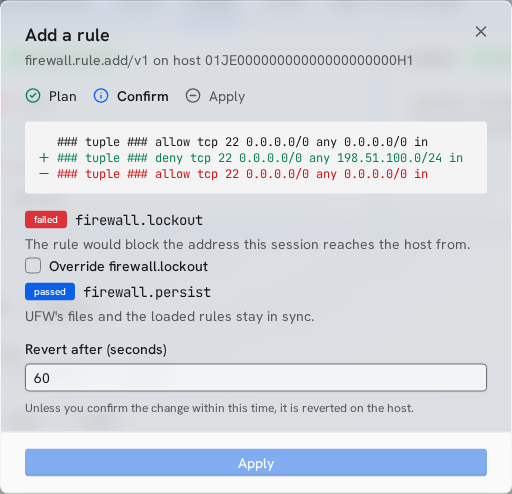 Add a rule
firewall.rule.add/v1 on host 01JE00000000000000000000H1
Plan Confirm Apply
### tuple ### allow tcp 22 0.0.0.0/0 any 0.0.0.0/0 in
+ ### tuple ### deny tcp 22 0.0.0.0/0 any 198.51.100.0/24 in
− ### tuple ### allow tcp 22 0.0.0.0/0 any 0.0.0.0/0 in
failed firewall.lockout
The rule would block the address this session reaches the host from.
Override firewall.lockout
passed firewall.persist
UFW's files and the loaded rules stay in sync.
Revert after (seconds)
60
Unless you confirm the change within this time, it is reverted on the host.
Apply